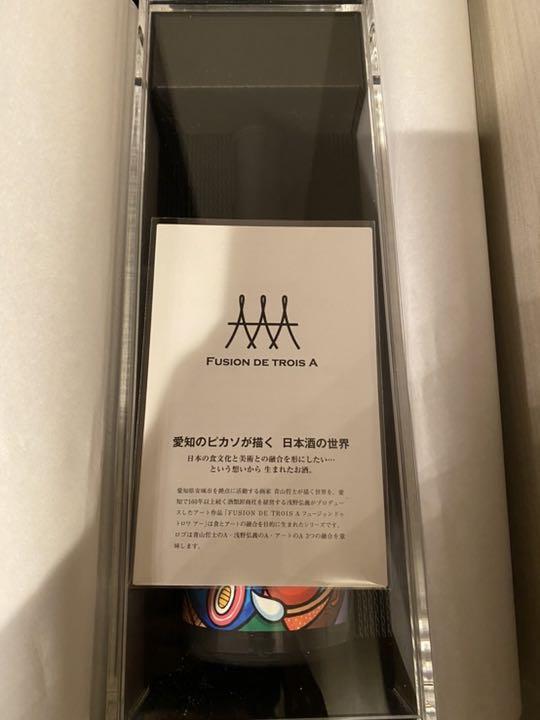 FUSION DE TROIS A
愛知のピカソが描く 日本酒の世界
日本の食文化と美術との融合を形にしたい…
という想いから 生まれたお酒。
愛知県安城市を拠点に活動する画家 青山哲士が描く世界を、愛
知で160年以上続く酒類卸商社を経営する浅野弘義がプロデュー
スしたアート作品「FUSION DE TROIS A フュージョン ドゥ
トロワ アー」は食とアートの融合を目的に生まれたシリーズです。
ロゴは青山哲士のA・浅野弘義のA・アートのA 3つの融合を意
味します。